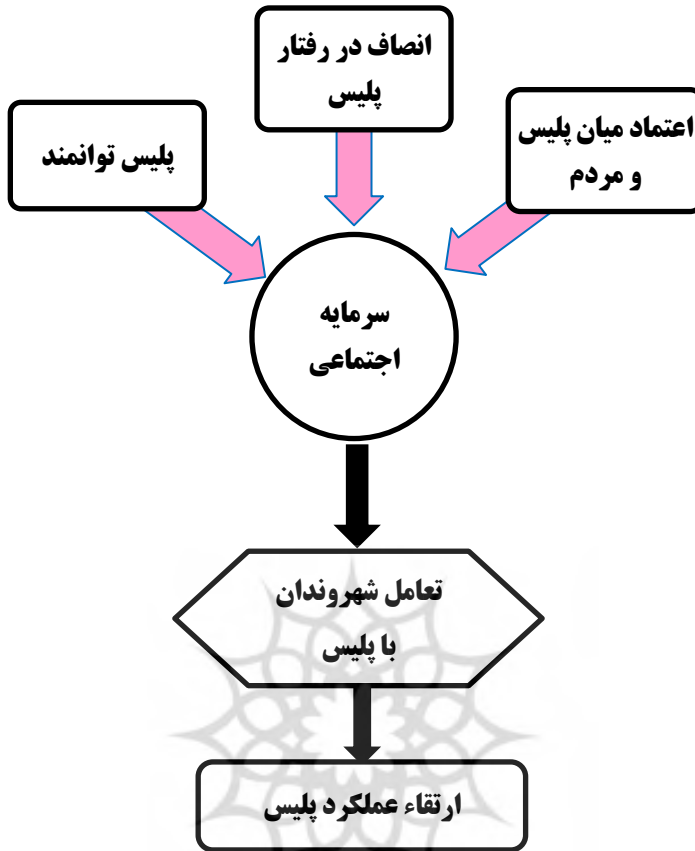 انصاف در رفتار
پلیس
اعتماد میان پلیس
و مردم
پلیس توانمند
سرمایه
اجتماعی
تعامل شهروندان
با پلیس
ارتقاء عملکرد پلیس